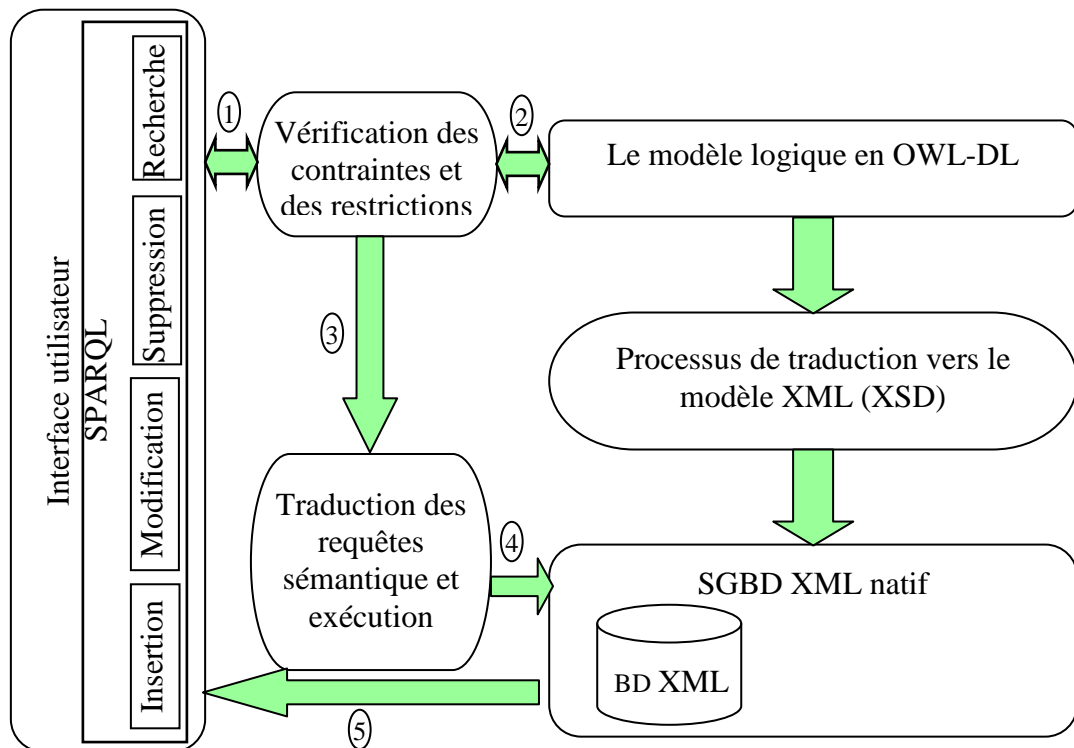 Interface utilisateur
SPARQL
Recherche
Suppression
Modification
Insertion
1
Vérification des
contraintes et
des restrictions
2
Le modèle logique en OWL-DL
3
Processus de traduction vers le
modèle XML (XSD)
Traduction des
requêtes
sémantique et
exécution
4
SGBD XML natif
BD XML
5